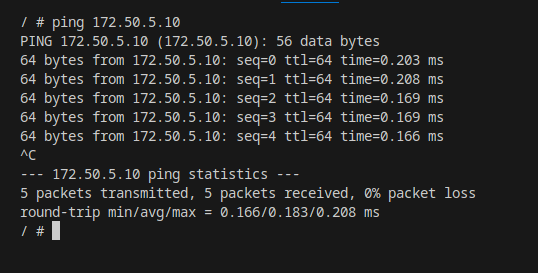 / # ping 172.50.5.10
PING 172.50.5.10 (172.50.5.10): 56 data bytes
64 bytes from 172.50.5.10: seq=0 ttl=64 time=0.203 ms
64 bytes from 172.50.5.10: seq=1 ttl=64 time=0.208 ms
64 bytes from 172.50.5.10: seq=2 ttl=64 time=0.169 ms
64 bytes from 172.50.5.10: seq=3 ttl=64 time=0.169 ms
64 bytes from 172.50.5.10: seq=4 ttl=64 time=0.166 ms
^C
--- 172.50.5.10 ping statistics ---
5 packets transmitted, 5 packets received, 0% packet loss
round-trip min/avg/max = 0.166/0.183/0.208 ms
/ #